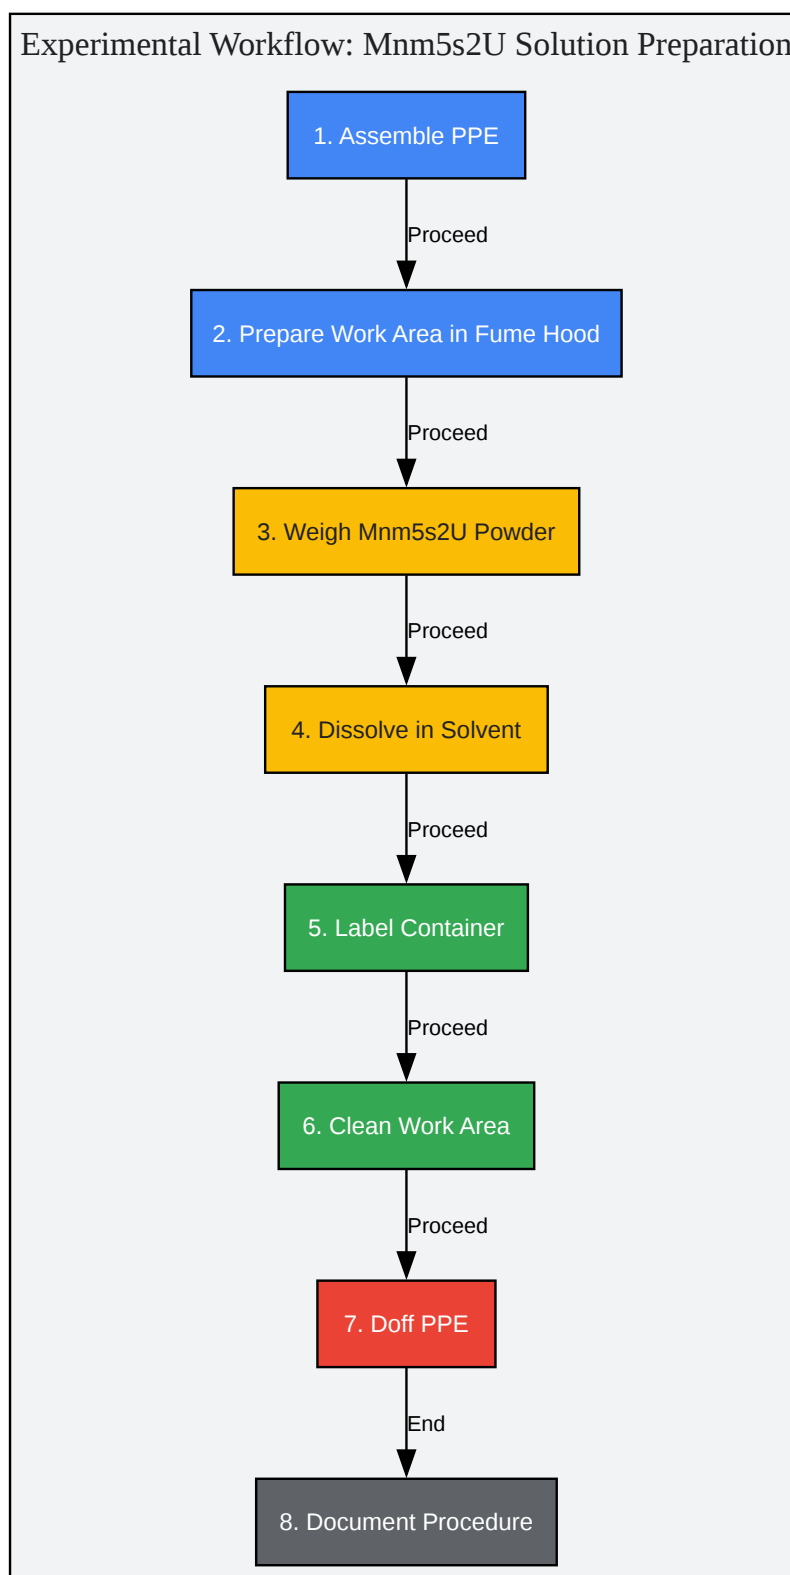 Experimental Workflow: Mnm5s2U Solution Preparation
1. Assemble PPE
Proceed
2. Prepare Work Area in Fume Hood
Proceed
3. Weigh Mnm5s2U Powder
Proceed
4. Dissolve in Solvent
Proceed
5. Label Container
Proceed
6. Clean Work Area
Proceed
7. Doff PPE
End
8. Document Procedure